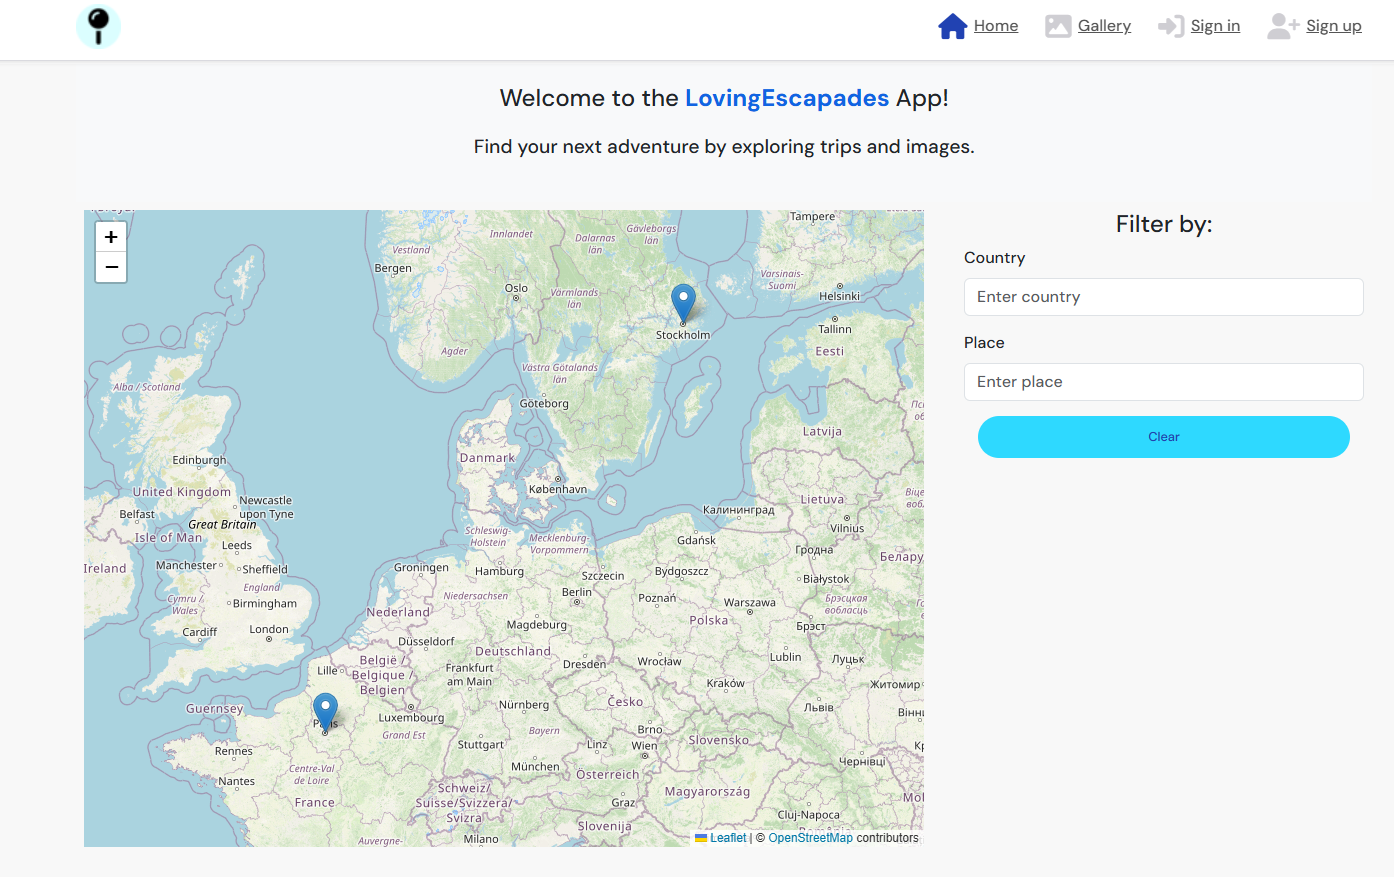 Home
Gallery
Sign in
Sign up
Welcome to the LovingEscapades App!
Find your next adventure by exploring trips and images.
Filter by:
Country
Enter country
Place
Enter place
Clear
+
−
Innlandet
Dalarnas
län
Gävleborgs
län
Tampere
Vestland
Bergen
Oslo
Värmlands
län
Varsinais-
Suomi
Helsinki
Stockholm
Tallinn
Eesti
Agder
Västra Götalands
län
Alba / Scotland
Göteborg
Latvija
Danmark
Edinburgh
United Kingdom
København
Lietuva
Newcastle
upon Tyne
Belfast
Great Britain
Isle of Man
Калининград
Vilnius
Schleswig-
Holstein
Mecklenburg-
Vorpommern
Gdańsk
Leeds
Гродна
Беларy
Ireland
Manchester
Sheffield
Groningen
Hamburg
Szczecin
Bydgoszcz
Białystok
England
Cymru /
Wales
Birmingham
Niedersachsen
Berlin
Poznań
Warszawa
Брэсцкая
вобласць
Nederland
Polska
Cardiff
London
Magdeburg
Брэст
Düsseldorf
Deutschland
Lille
België /
Belgique /
Belgien
Frankfurt
am Main
Dresden
Wrocław
Lublin
Луцьк
Kraków
Житомир
Guernsey
Luxembourg
Nürnberg
Česko
Львів
Paris
Grand Est
Bayern
Brno
Rennes
Stuttgart
Linz
Wien
Slovensko
München
Чернівці
Centre-Val
de Loire
Nantes
Österreich
France
Schweiz/
Suisse/Svizzera/
Svizra
Magyarország
Graz
Cluj-Napoca
Slovenija
Auvergne-
Milano
Leaflet | © OpenStreetMap contributors